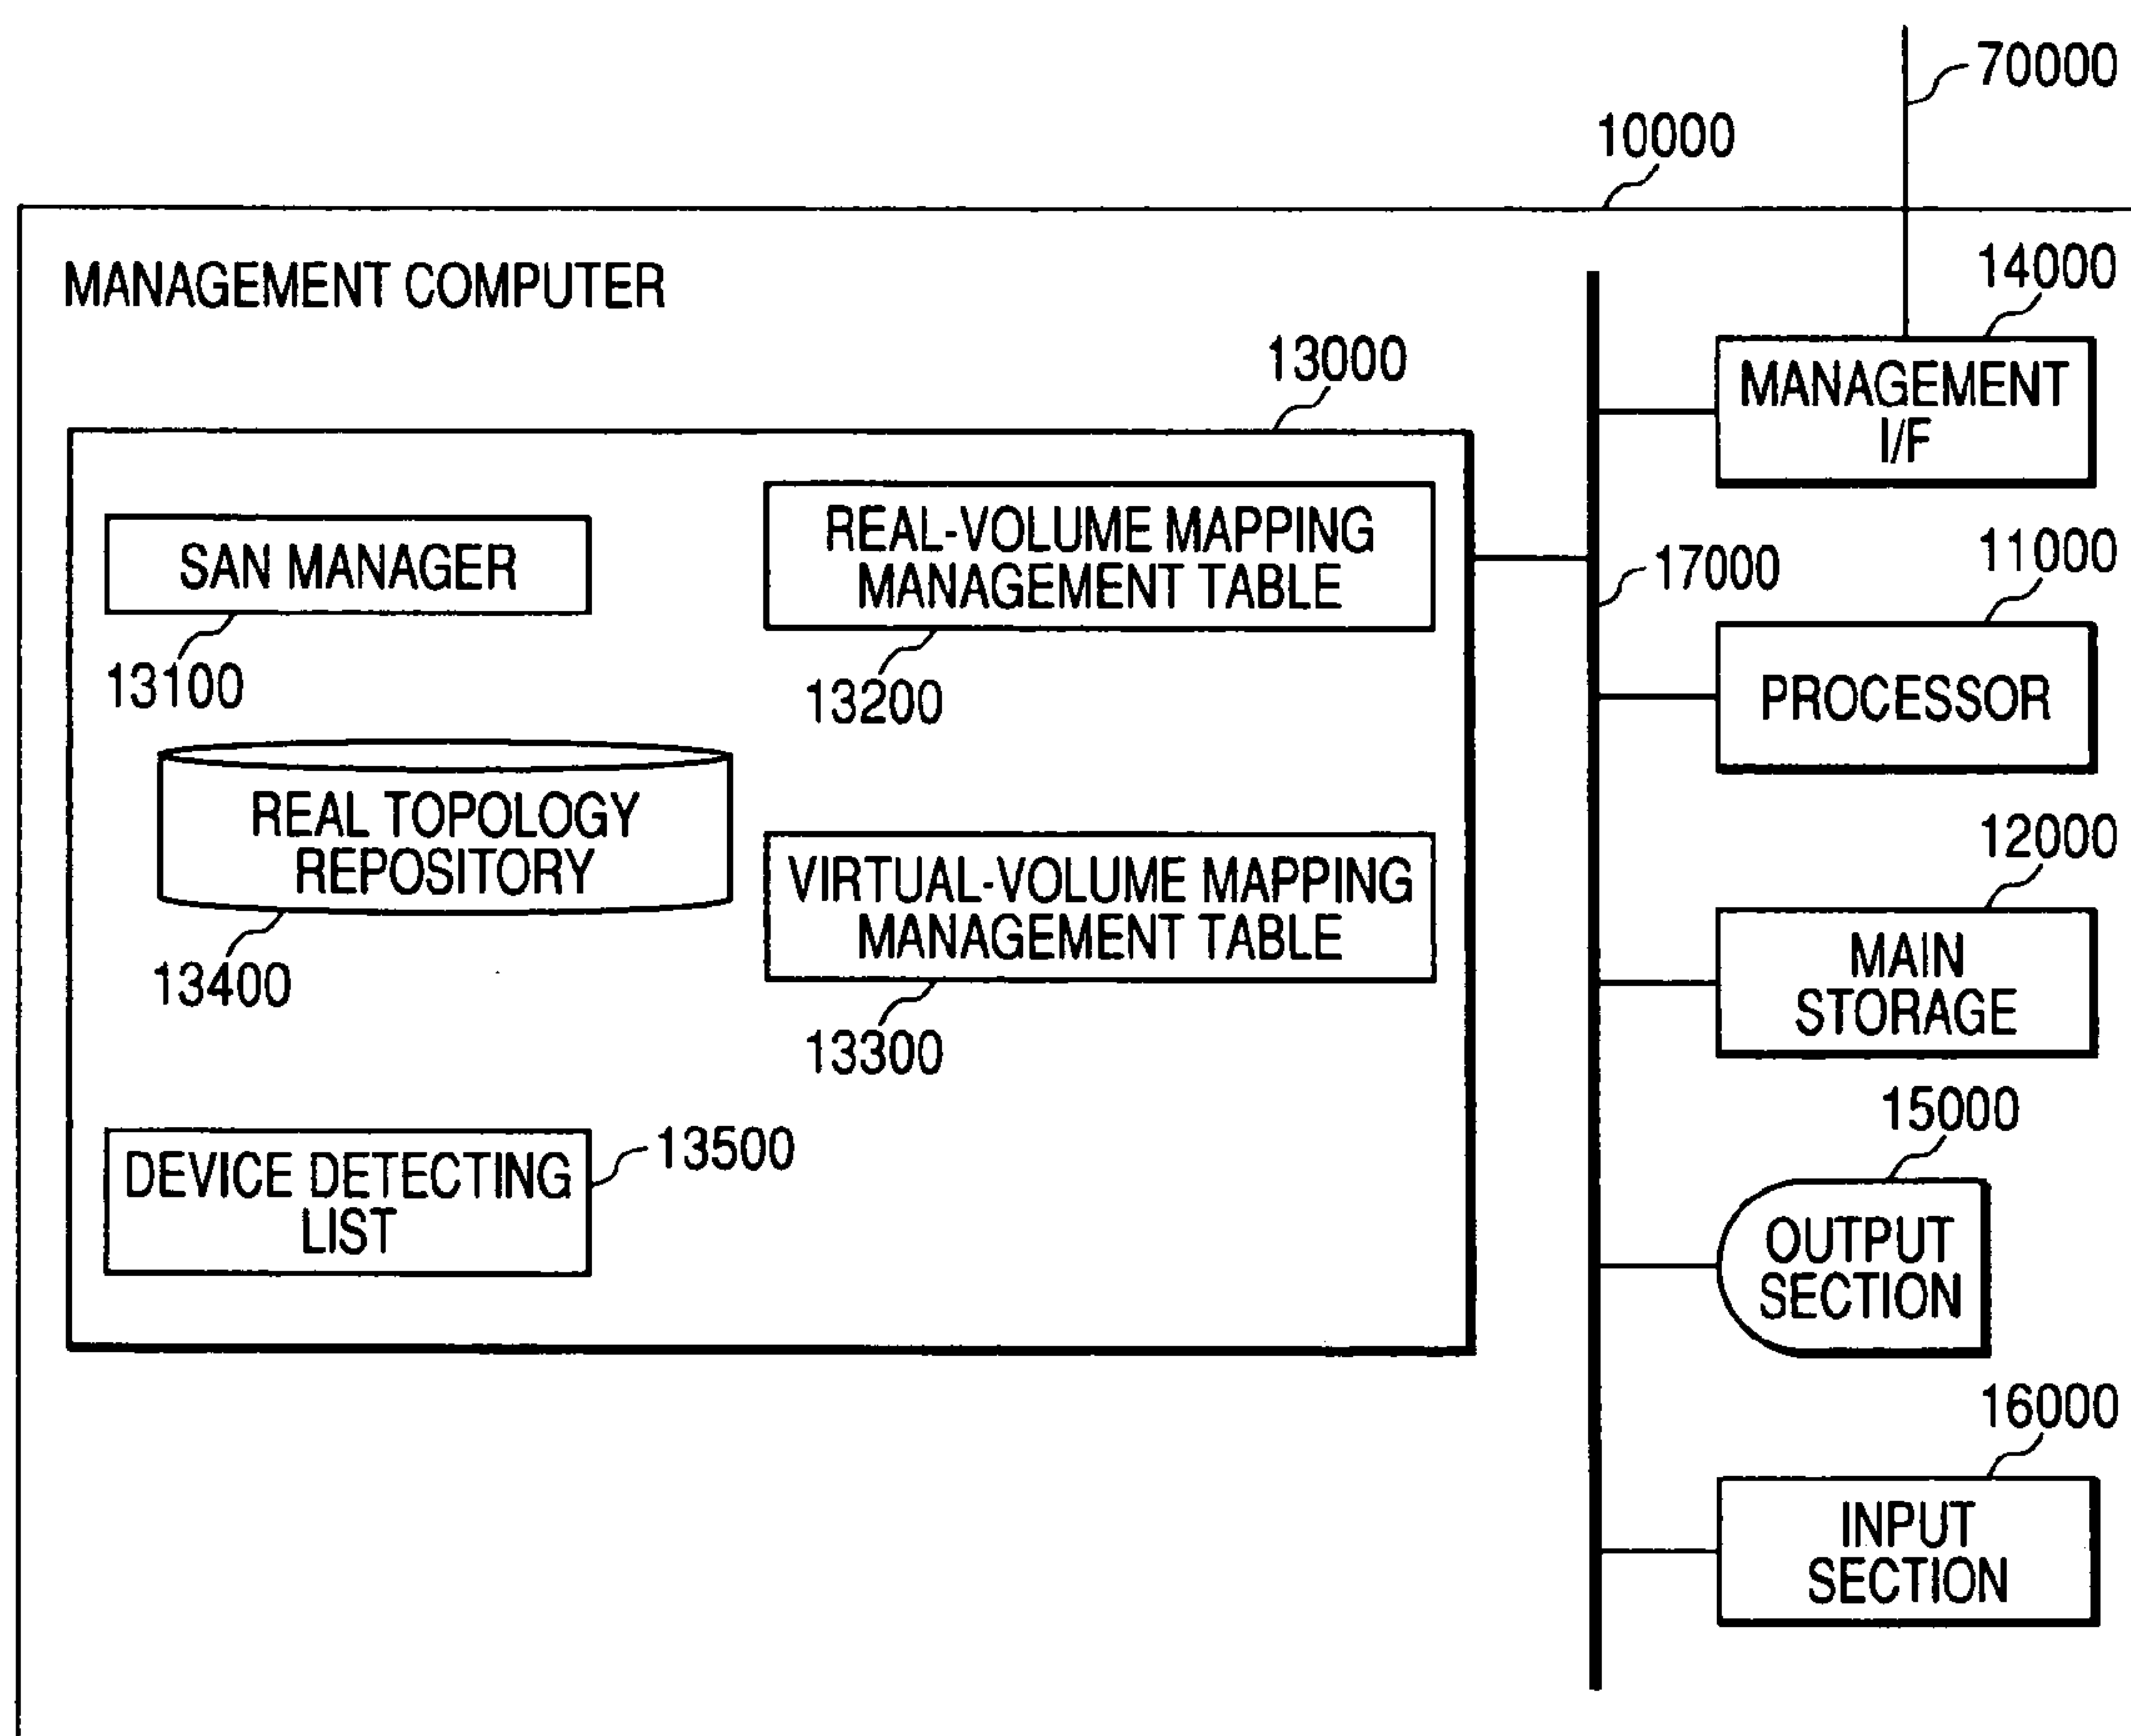 70000
10000
MANAGEMENT COMPUTER
14000
13000
MANAGEMENT
I/F
REAL-VOLUME MAPPING
MANAGEMENT TABLE
SAN MANAGER
17000
11000
13100
13200
PROCESSOR
REAL TOPOLOGY
REPOSITORY
12000
VIRTUAL-VOLUME MAPPING
MANAGEMENT TABLE
MAIN
STORAGE
13400
13300
15000
DEVICE DETECTING
LIST
13500
OUTPUT
SECTION
16000
INPUT
SECTION